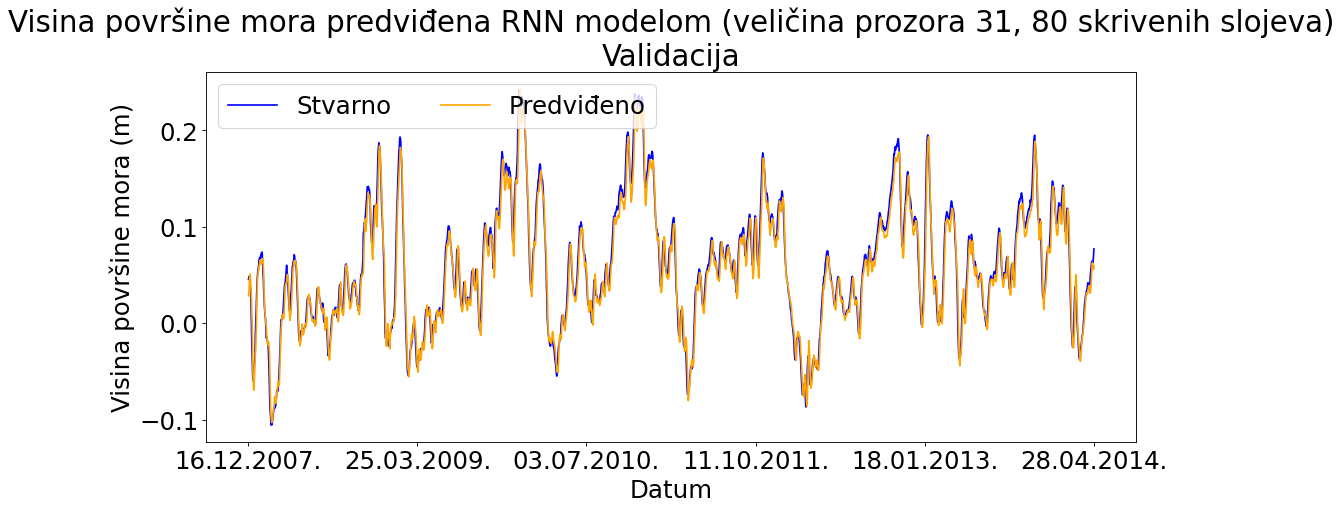 Visina površine mora predviđena RNN modelom (veličina prozora 31, 80 skrivenih slojeva)
Validacija
Stvarno Predviđeno
Visina površine mora (m)
0.2
0.1
0.0
−0.1
16.12.2007. 25.03.2009. 03.07.2010. 11.10.2011. 18.01.2013. 28.04.2014.
Datum